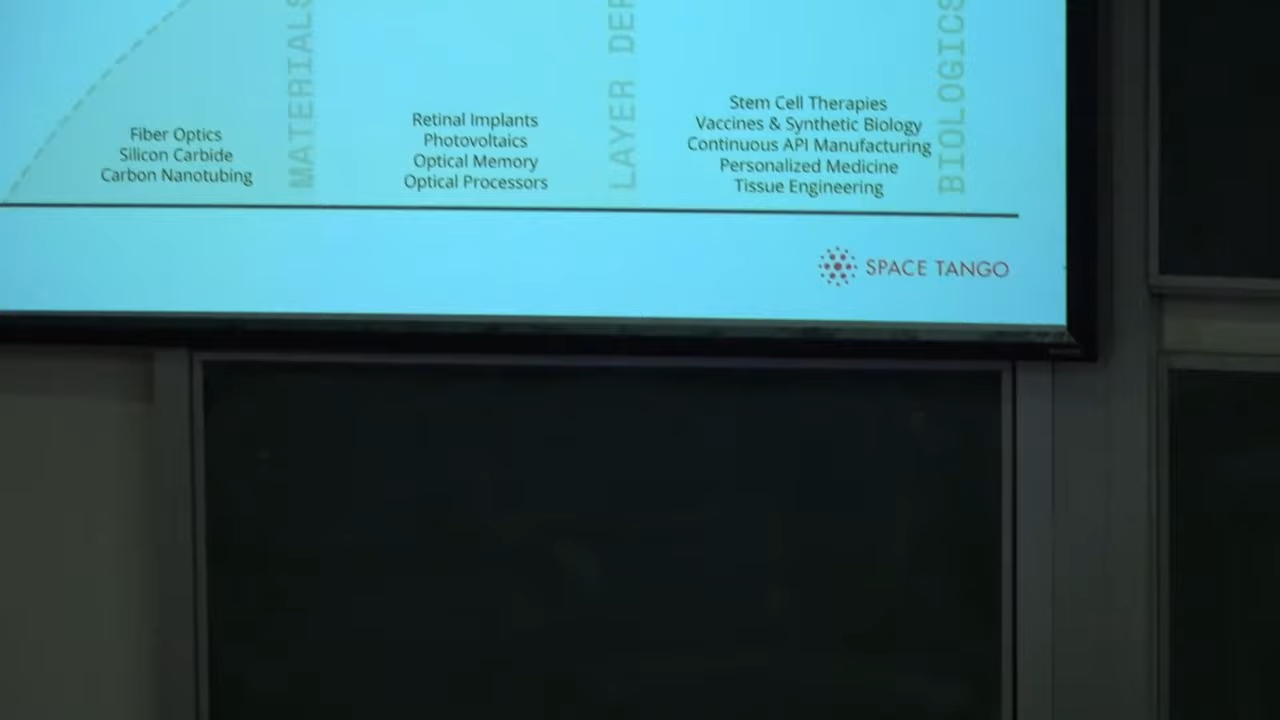 Fiber Optics
Silicon Carbide
Carbon Nanotubing
MATERIALS
Retinal Implants
Photovoltaics
Optical Memory
Optical Processors
LAYER
Stem Cell Therapies
Vaccines & Synthetic Biology
Continuous API Manufacturing
Personalized Medicine
Tissue Engineering
BIOLOGICS
SPACE TANGO